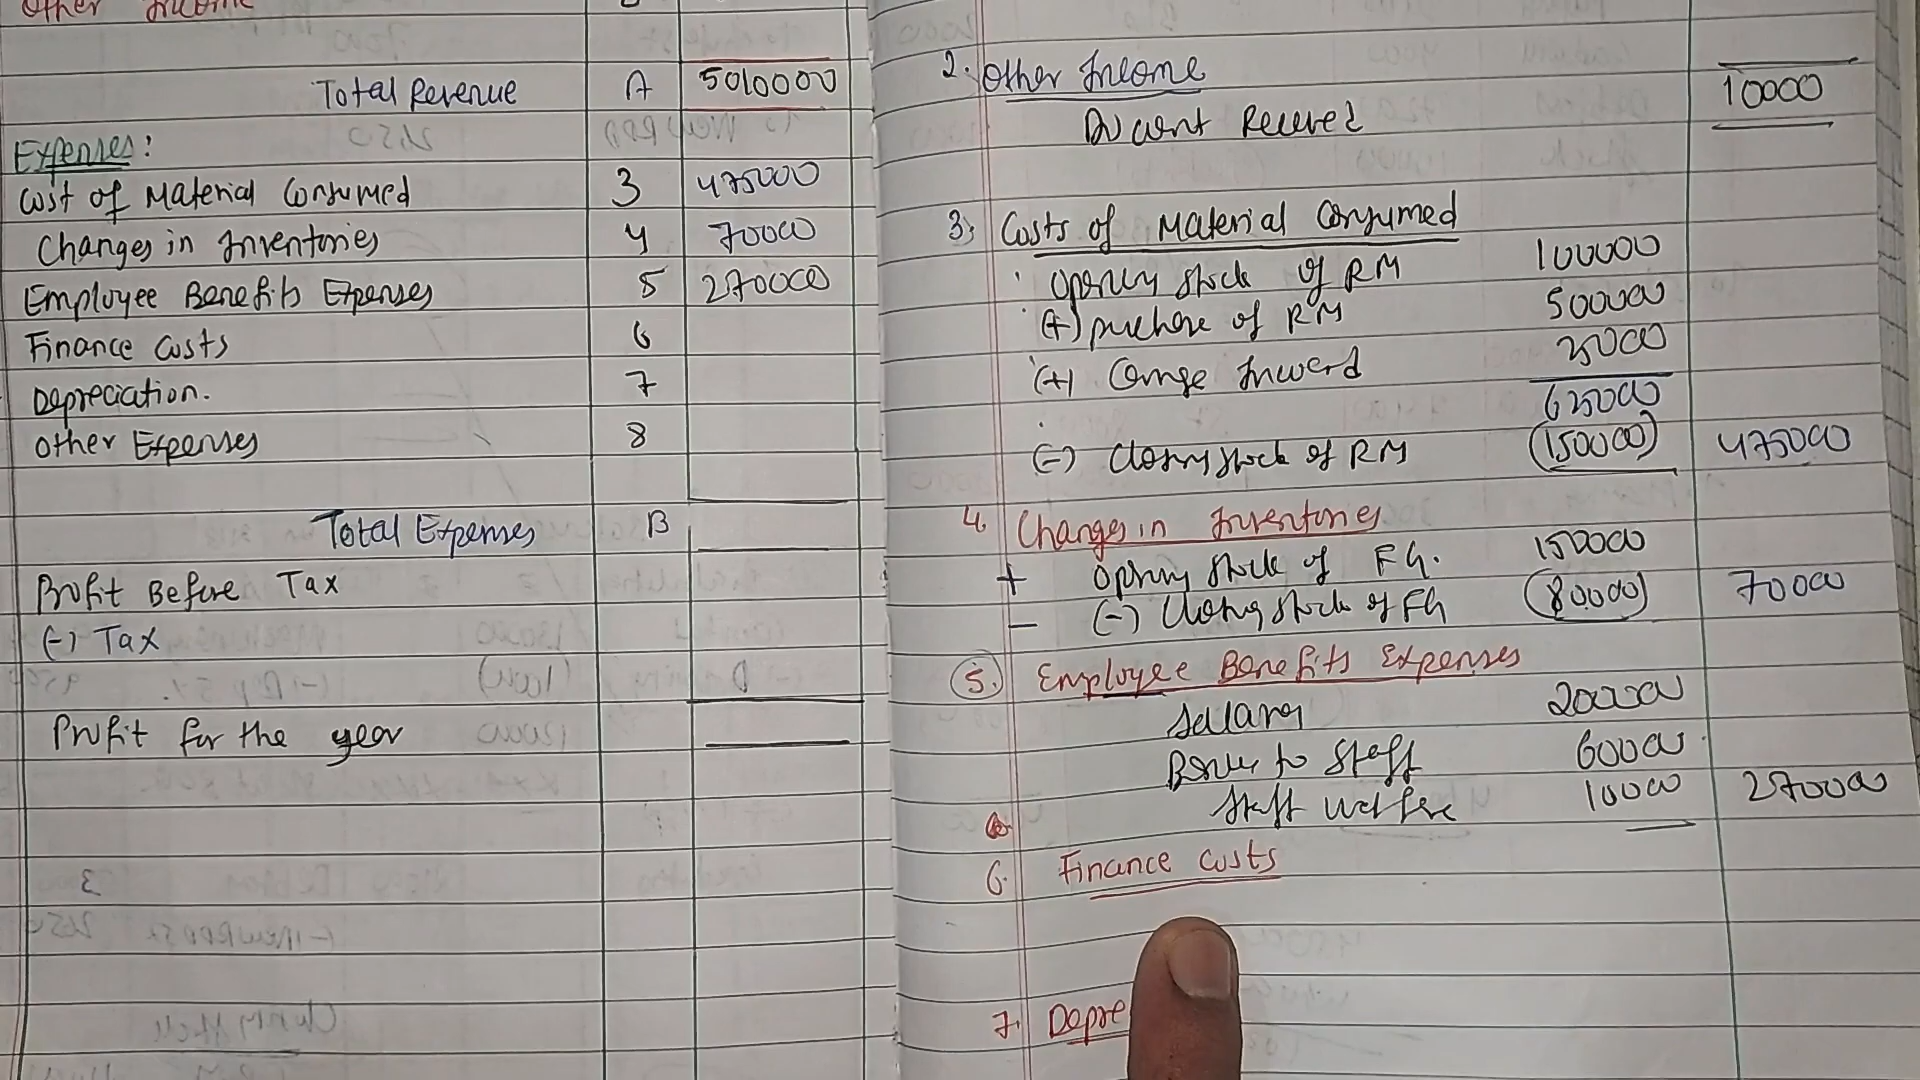 Other Income
Total Revenue A 5010000
Expenses:
Cost of Material Consumed 3 475000
Changes in Inventories 4 70000
Employee Benefits Expenses 5 270000
Finance Costs 6
Depreciation. 7
Other Expenses 8
Total Expenses B
Profit Before Tax
(-) Tax
Profit for the year
2. Other Income
Discount Received 10000
3. Costs of Material Consumed
Opening Stock of RM 100000
(+) purchase of RM 500000
(+) Carriage Inward 25000
625000
(-) Closing stock of RM (150000) 475000
4. Changes in Inventories
+ Opening Stock of FG. 150000
- (-) Closing stock of FG (80000) 70000
5. Employee Benefits Expenses
Sallary 200000
Bonus to Staff 60000
Staff Welfare 10000 270000
6. Finance Costs
7. Depre